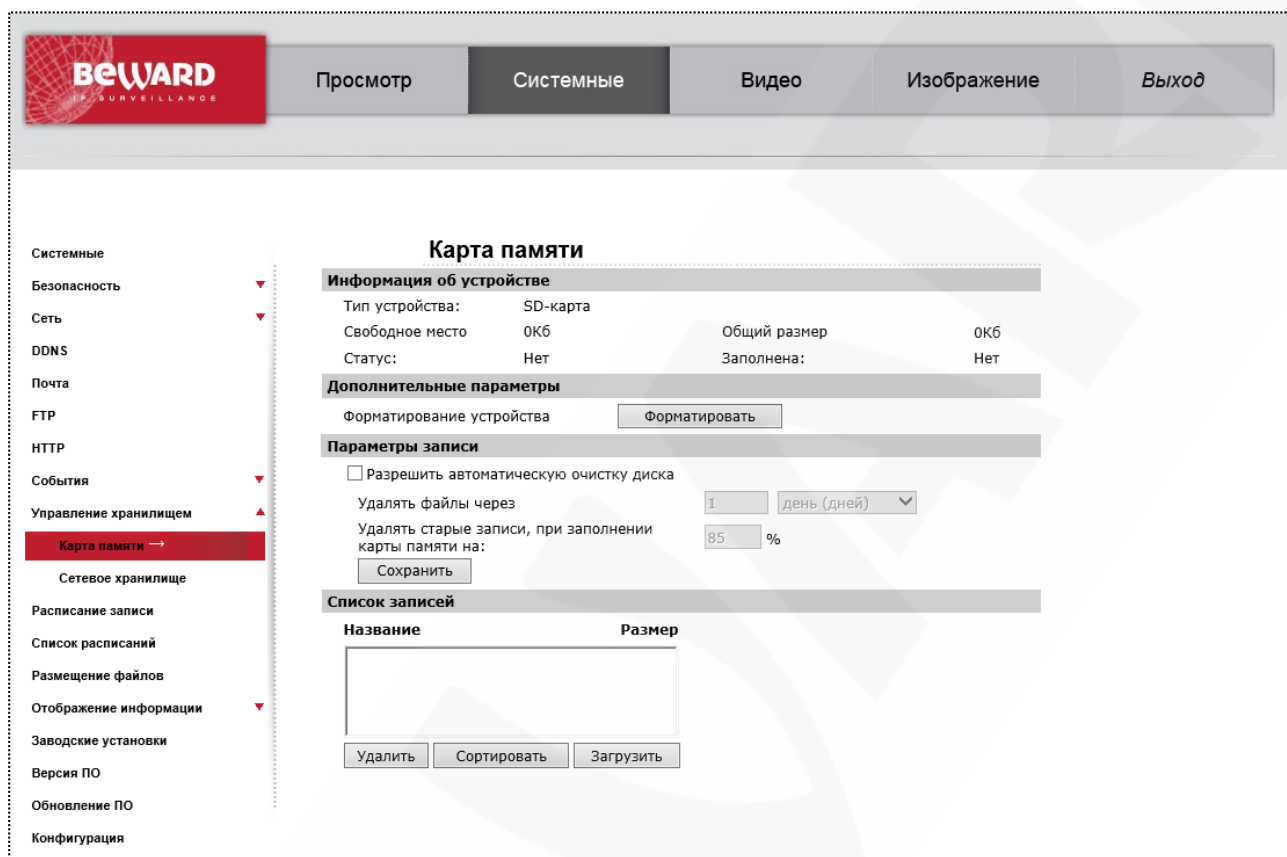 BEWARD
IP SURVEILLANCE
Просмотр Системные Видео Изображение Выход
Системные
Безопасность
Сеть
DDNS
Почта
FTP
HTTP
События
Управление хранилищем
Карта памяти →
Сетевое хранилище
Расписание записи
Список расписаний
Размещение файлов
Отображение информации
Заводские установки
Версия ПО
Обновление ПО
Конфигурация
Карта памяти
Информация об устройстве
Тип устройства: SD-карта
Свободное место 0Кб Общий размер 0Кб
Статус: Нет Заполнена: Нет
Дополнительные параметры
Форматирование устройства Форматировать
Параметры записи
Разрешить автоматическую очистку диска
Удалять файлы через 1 день (дней)
Удалять старые записи, при заполнении
карты памяти на: 85 %
Сохранить
Список записей
Название Размер
Удалить Сортировать Загрузить